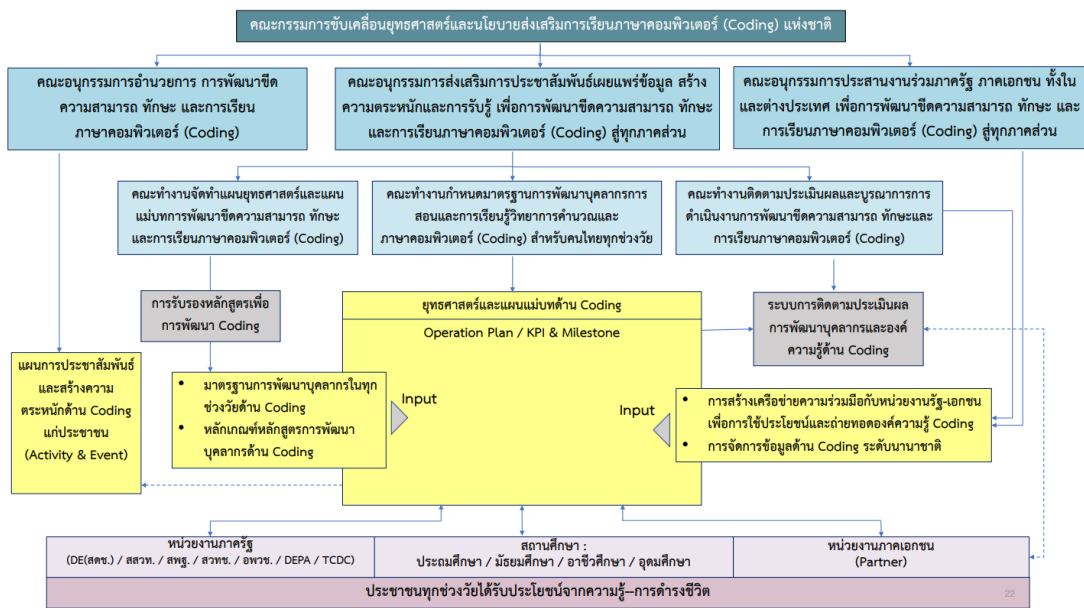 คณะกรรมการขับเคลื่อนยุทธศาสตร์และนโยบายส่งเสริมการเรียนภาษาคอมพิวเตอร์ (Coding) แห่งชาติ
คณะอนุกรรมการอำนวยการ การพัฒนาขีด
ความสามารถ ทักษะ และการเรียน
ภาษาคอมพิวเตอร์ (Coding)
คณะอนุกรรมการส่งเสริมการประชาสัมพันธ์เผยแพร่ข้อมูล สร้าง
ความตระหนักและการรับรู้ เพื่อการพัฒนาขีดความสามารถ ทักษะ
และการเรียนภาษาคอมพิวเตอร์ (Coding) สู่ทุกภาคส่วน
คณะอนุกรรมการประสานงานร่วมภาครัฐ ภาคเอกชน ทั้งใน
และต่างประเทศ เพื่อการพัฒนาขีดความสามารถ ทักษะ และ
การเรียนภาษาคอมพิวเตอร์ (Coding) สู่ทุกภาคส่วน
คณะทำงานจัดทำแผนยุทธศาสตร์และแผน
แม่บทการพัฒนาขีดความสามารถ ทักษะ
และการเรียนภาษาคอมพิวเตอร์ (Coding)
คณะทำงานกำหนดมาตรฐานการพัฒนาบุคลากรการ
สอนและการเรียนรู้วิทยาการคำนวณและ
ภาษาคอมพิวเตอร์ (Coding) สำหรับคนไทยทุกช่วงวัย
คณะทำงานติดตามประเมินผลและบูรณาการการ
ดำเนินงานการพัฒนาขีดความสามารถ ทักษะและ
การเรียนภาษาคอมพิวเตอร์ (Coding)
การรับรองหลักสูตรเพื่อ
การพัฒนา Coding
ยุทธศาสตร์และแผนแม่บทด้าน Coding
Operation Plan / KPI & Milestone
ระบบการติดตามประเมินผล
การพัฒนาบุคลากรและองค์
ความรู้ด้าน Coding
แผนการประชาสัมพันธ์
และสร้างความ
ตระหนักด้าน Coding
แก่ประชาชน
(Activity & Event)
• มาตรฐานการพัฒนาบุคลากรในทุก
ช่วงวัยด้าน Coding
• หลักเกณฑ์หลักสูตรการพัฒนา
บุคลากรด้าน Coding
Input
Input
• การสร้างเครือข่ายความร่วมมือกับหน่วยงานรัฐ-เอกชน
เพื่อการใช้ประโยชน์และถ่ายทอดองค์ความรู้ Coding
• การจัดการข้อมูลด้าน Coding ระดับนานาชาติ
หน่วยงานภาครัฐ
(DE(สดช.) / สสวท. / สพฐ. / สวทช. / อพวช. / DEPA / TCDC)
สถานศึกษา :
ประถมศึกษา / มัธยมศึกษา / อาชีวศึกษา / อุดมศึกษา
หน่วยงานภาคเอกชน
(Partner)
ประชาชนทุกช่วงวัยได้รับประโยชน์จากความรู้--การดำรงชีวิต
22